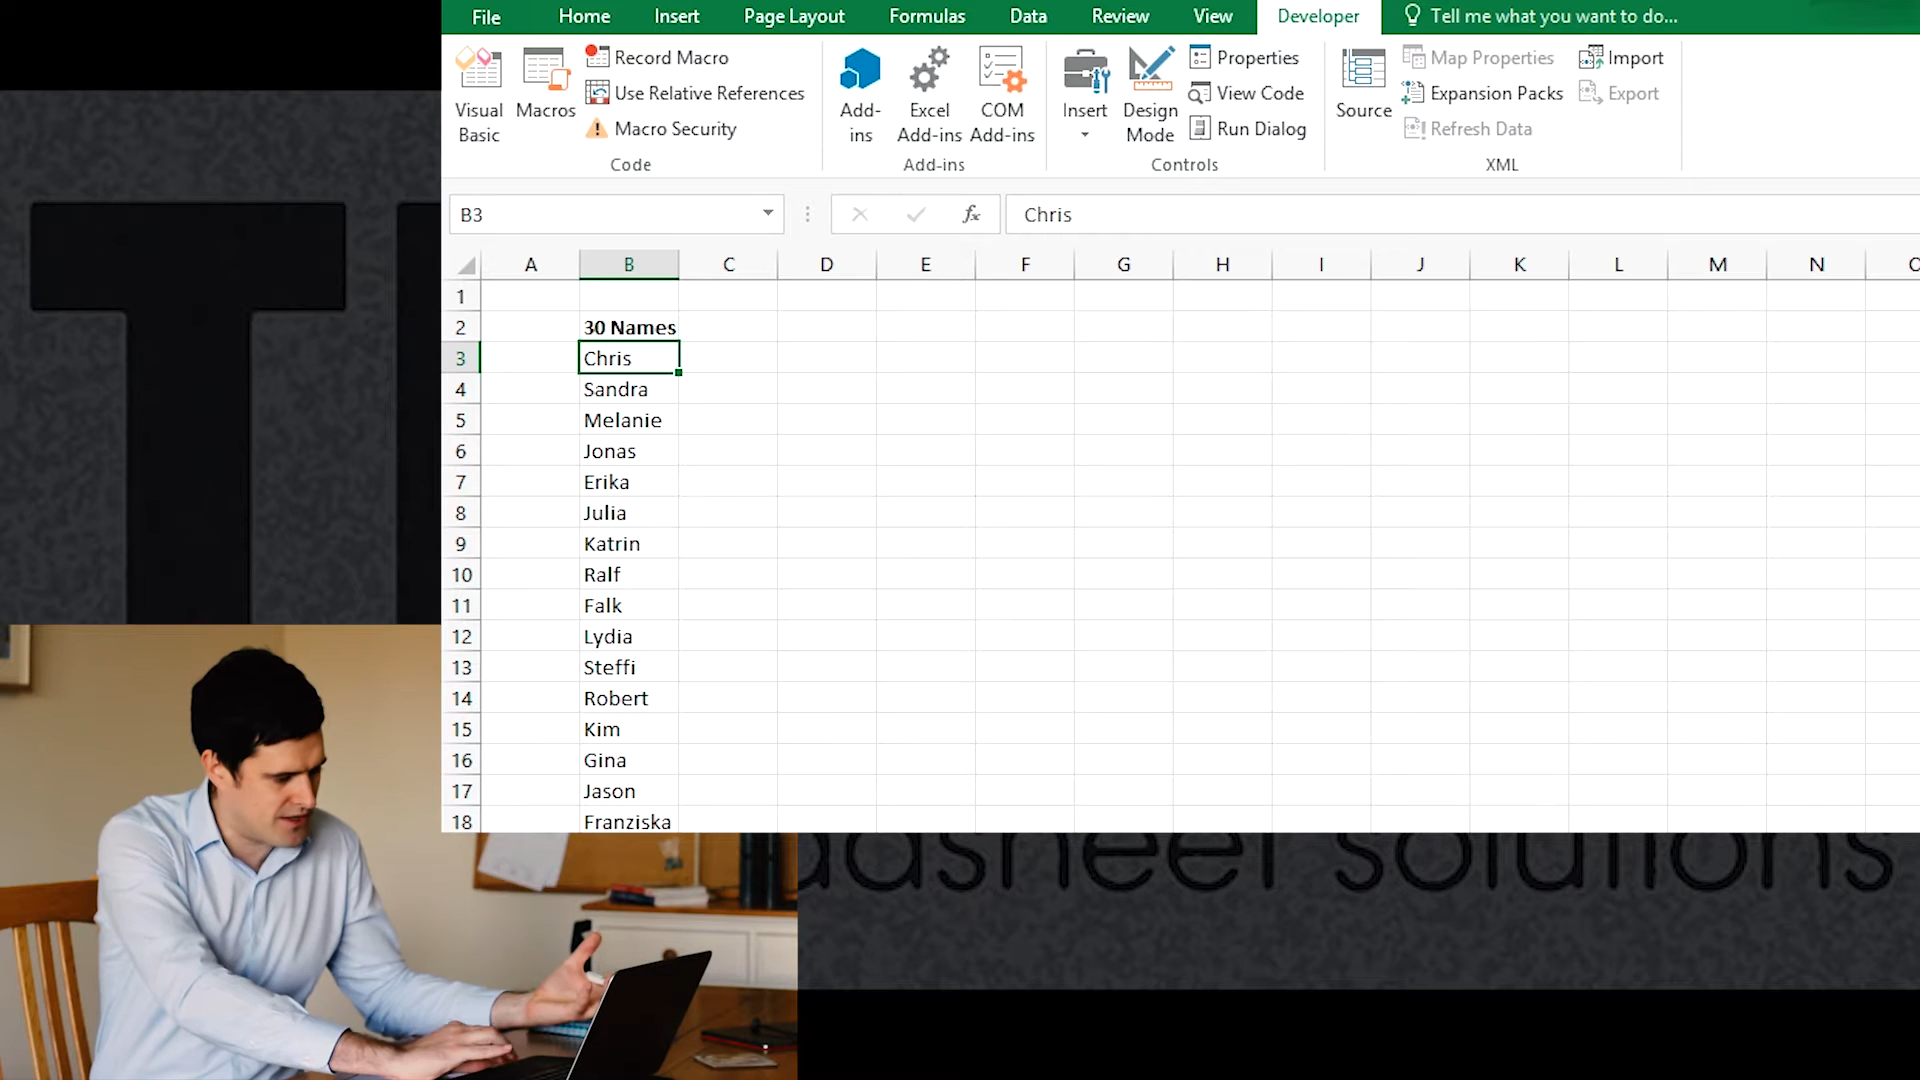 File Home Insert Page Layout Formulas Data Review View Developer Tell me what you want to do...
Visual Basic
Macros
Record Macro
Use Relative References
Macro Security
Code
Add-ins
Excel Add-ins
COM Add-ins
Add-ins
Insert
Design Mode
Properties
View Code
Run Dialog
Controls
Source
Map Properties
Expansion Packs
Refresh Data
Import
Export
XML
B3 fx Chris
A B C D E F G H I J K L M N O
1
2 30 Names
3 Chris
4 Sandra
5 Melanie
6 Jonas
7 Erika
8 Julia
9 Katrin
10 Ralf
11 Falk
12 Lydia
13 Steffi
14 Robert
15 Kim
16 Gina
17 Jason
18 Franziska
solutions